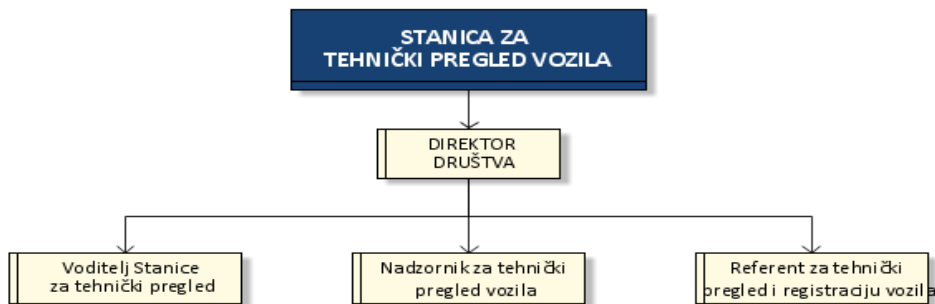 STANICA ZA
TEHNIČKI PREGLED VOZILA
DIREKTOR
DRUŠTVA
Voditelj Stanice
za tehnički pregled
Nadzornik za tehnički
pregled vozila
Referent za tehnički
pregled i registraciju vozila